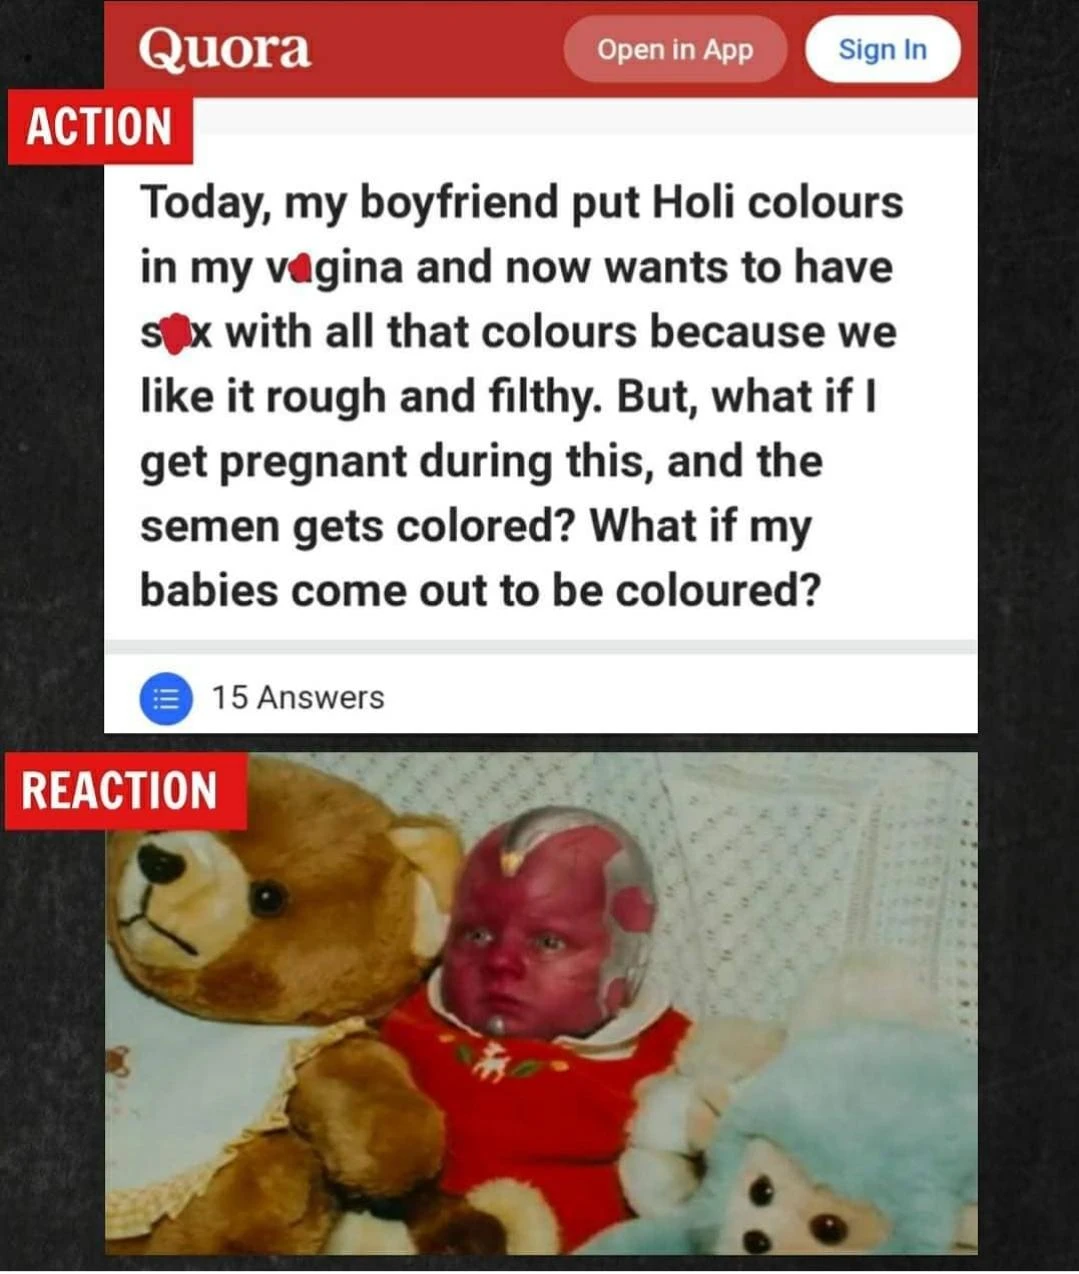 Quora
Open in App
Sign In
ACTION
Today, my boyfriend put Holi colours
in my vagina and now wants to have
sx with all that colours because we
like it rough and filthy. But, what if I
get pregnant during this, and the
semen gets colored? What if my
babies come out to be coloured?
15 Answers
REACTION